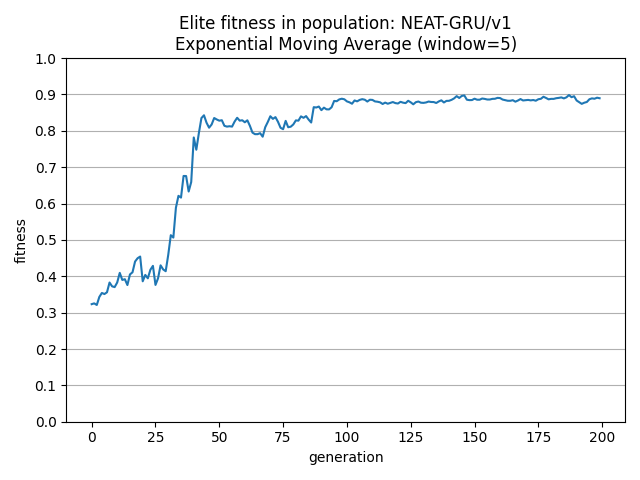 Elite fitness in population: NEAT-GRU/v1
Exponential Moving Average (window=5)
1.0
0.9
0.8
0.7
0.6
0.5
0.4
0.3
0.2
0.1
0.0
fitness
0 25 50 75 100 125 150 175 200
generation